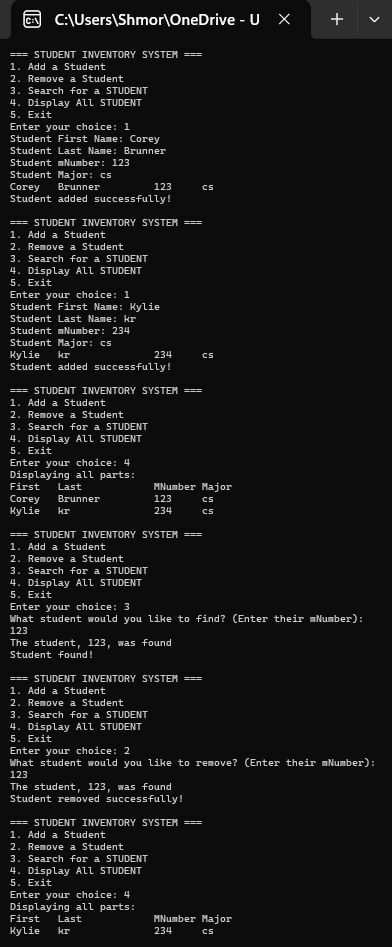 C:\Users\Shmor\OneDrive - U
=== STUDENT INVENTORY SYSTEM ===
1. Add a Student
2. Remove a Student
3. Search for a STUDENT
4. Display All STUDENT
5. Exit
Enter your choice: 1
Student First Name: Corey
Student Last Name: Brunner
Student mNumber: 123
Student Major: cs
Corey   Brunner         123     cs
Student added successfully!

=== STUDENT INVENTORY SYSTEM ===
1. Add a Student
2. Remove a Student
3. Search for a STUDENT
4. Display All STUDENT
5. Exit
Enter your choice: 1
Student First Name: Kylie
Student Last Name: kr
Student mNumber: 234
Student Major: cs
Kylie   kr              234     cs
Student added successfully!

=== STUDENT INVENTORY SYSTEM ===
1. Add a Student
2. Remove a Student
3. Search for a STUDENT
4. Display All STUDENT
5. Exit
Enter your choice: 4
Displaying all parts:
First   Last            MNumber Major
Corey   Brunner         123     cs
Kylie   kr              234     cs

=== STUDENT INVENTORY SYSTEM ===
1. Add a Student
2. Remove a Student
3. Search for a STUDENT
4. Display All STUDENT
5. Exit
Enter your choice: 3
What student would you like to find? (Enter their mNumber):
123
The student, 123, was found
Student found!

=== STUDENT INVENTORY SYSTEM ===
1. Add a Student
2. Remove a Student
3. Search for a STUDENT
4. Display All STUDENT
5. Exit
Enter your choice: 2
What student would you like to remove? (Enter their mNumber):
123
The student, 123, was found
Student removed successfully!

=== STUDENT INVENTORY SYSTEM ===
1. Add a Student
2. Remove a Student
3. Search for a STUDENT
4. Display All STUDENT
5. Exit
Enter your choice: 4
Displaying all parts:
First   Last            MNumber Major
Kylie   kr              234     cs